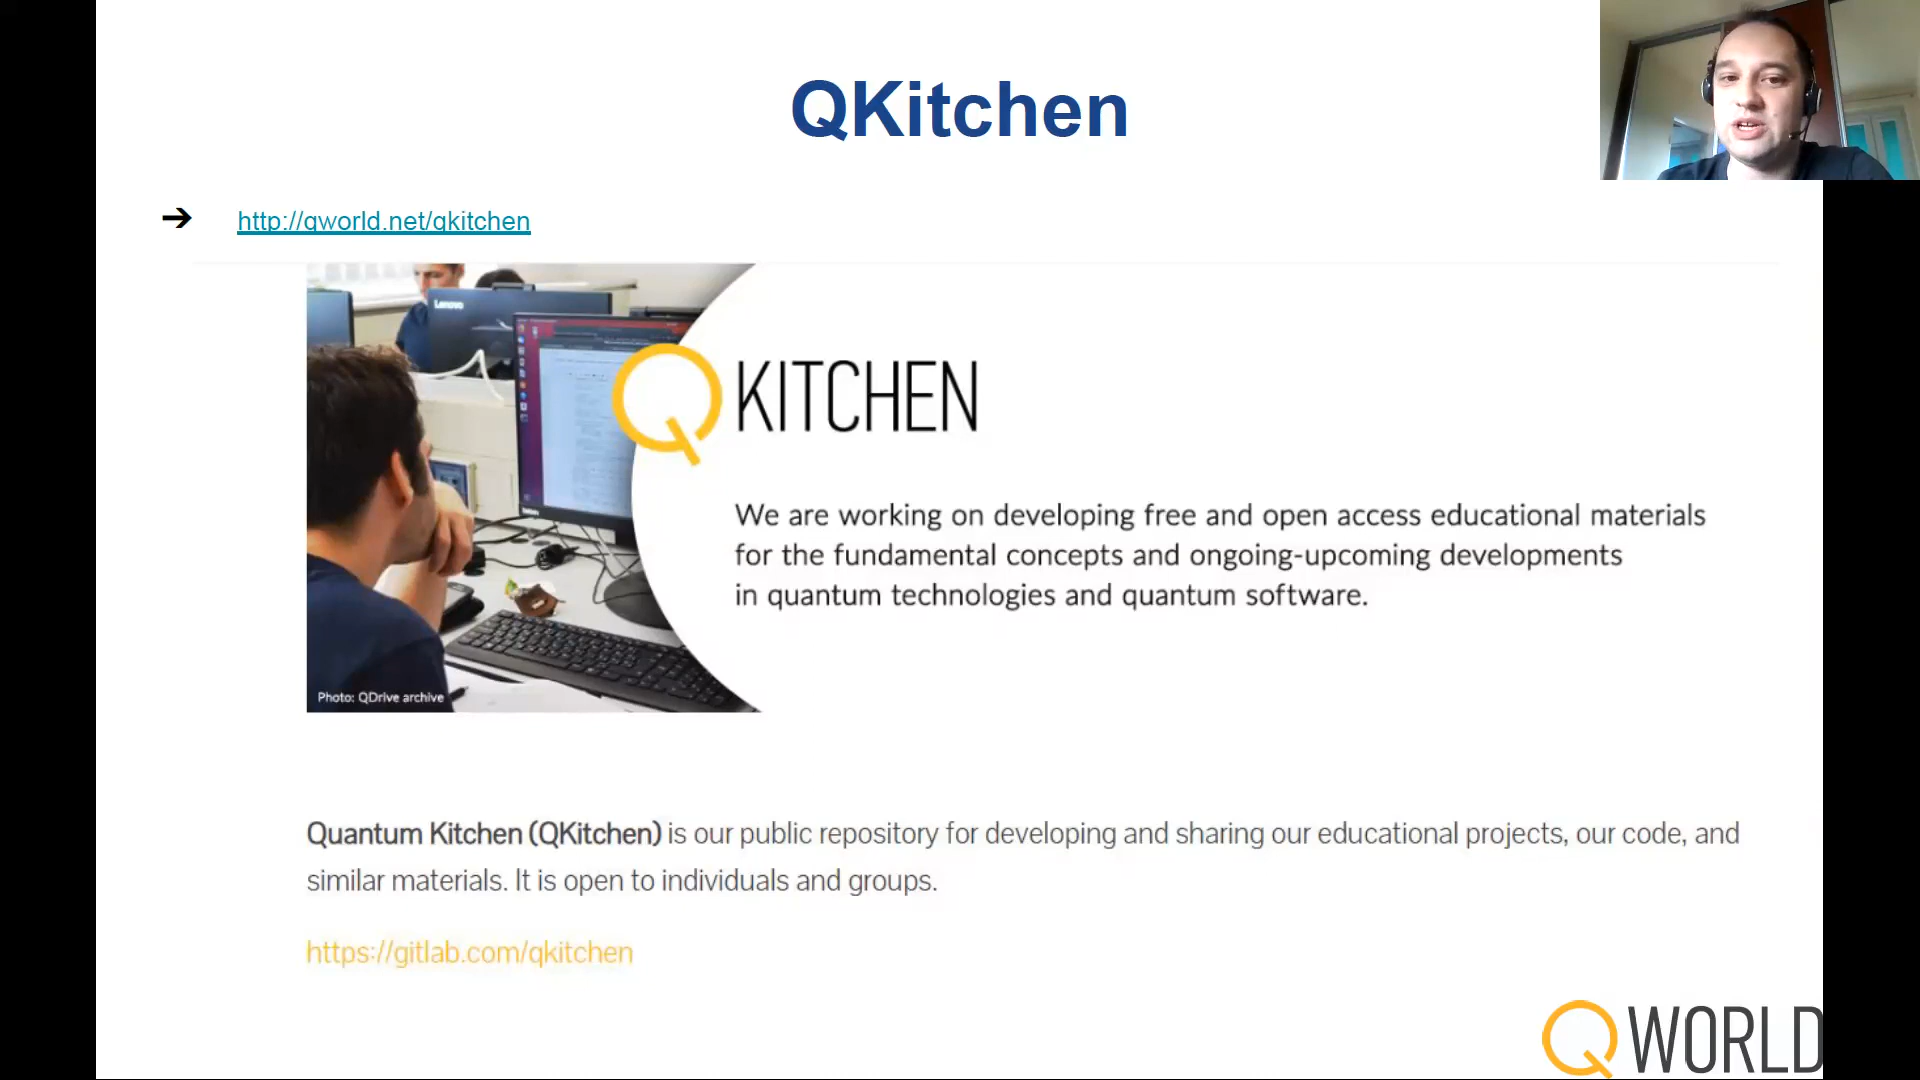 QKitchen
➔ http://qworld.net/qkitchen
Lenovo
Q KITCHEN
We are working on developing free and open access educational materials
for the fundamental concepts and ongoing-upcoming developments
in quantum technologies and quantum software.
Photo: QDrive archive
Quantum Kitchen (QKitchen) is our public repository for developing and sharing our educational projects, our code, and
similar materials. It is open to individuals and groups.
https://gitlab.com/qkitchen
QWORLD